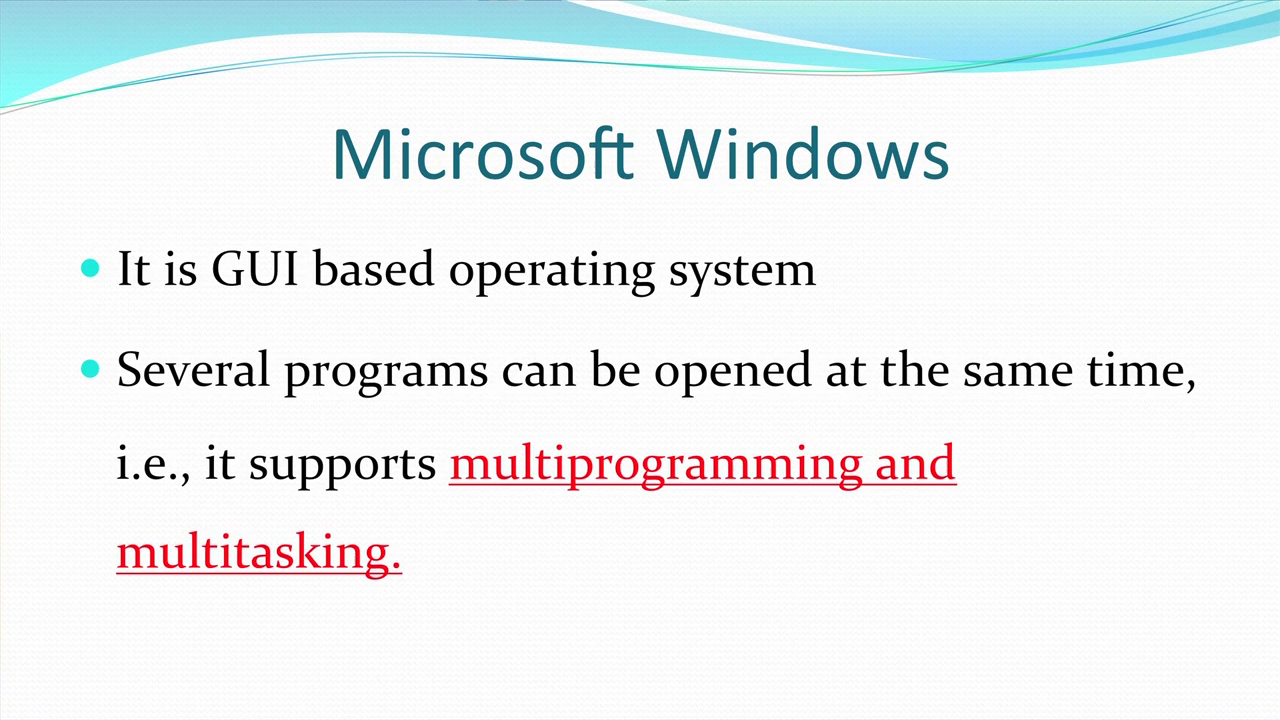 Microsoft Windows
It is GUI based operating system
Several programs can be opened at the same time,
i.e., it supports multiprogramming and
multitasking.